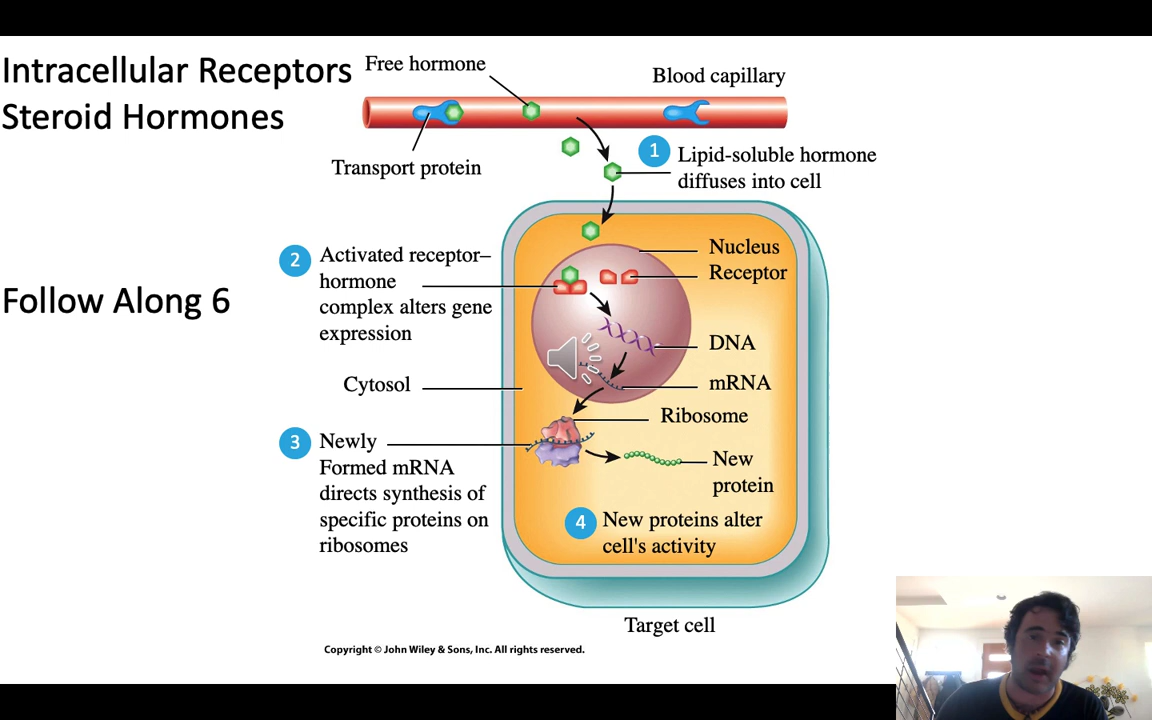 Intracellular Receptors
Steroid Hormones
Free hormone
Blood capillary
Transport protein
1
Lipid-soluble hormone
diffuses into cell
2
Activated receptor–
hormone
complex alters gene
expression
Nucleus
Receptor
Follow Along 6
DNA
Cytosol
mRNA
Ribosome
3
Newly
Formed mRNA
directs synthesis of
specific proteins on
ribosomes
New
protein
4
New proteins alter
cell's activity
Target cell
Copyright © John Wiley & Sons, Inc. All rights reserved.